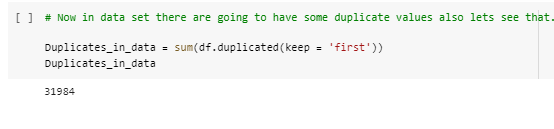 [ ] # Now in data set there are going to have some duplicate values also lets see that.
Duplicates_in_data = sum(df.duplicated(keep = 'first'))
Duplicates_in_data
31984